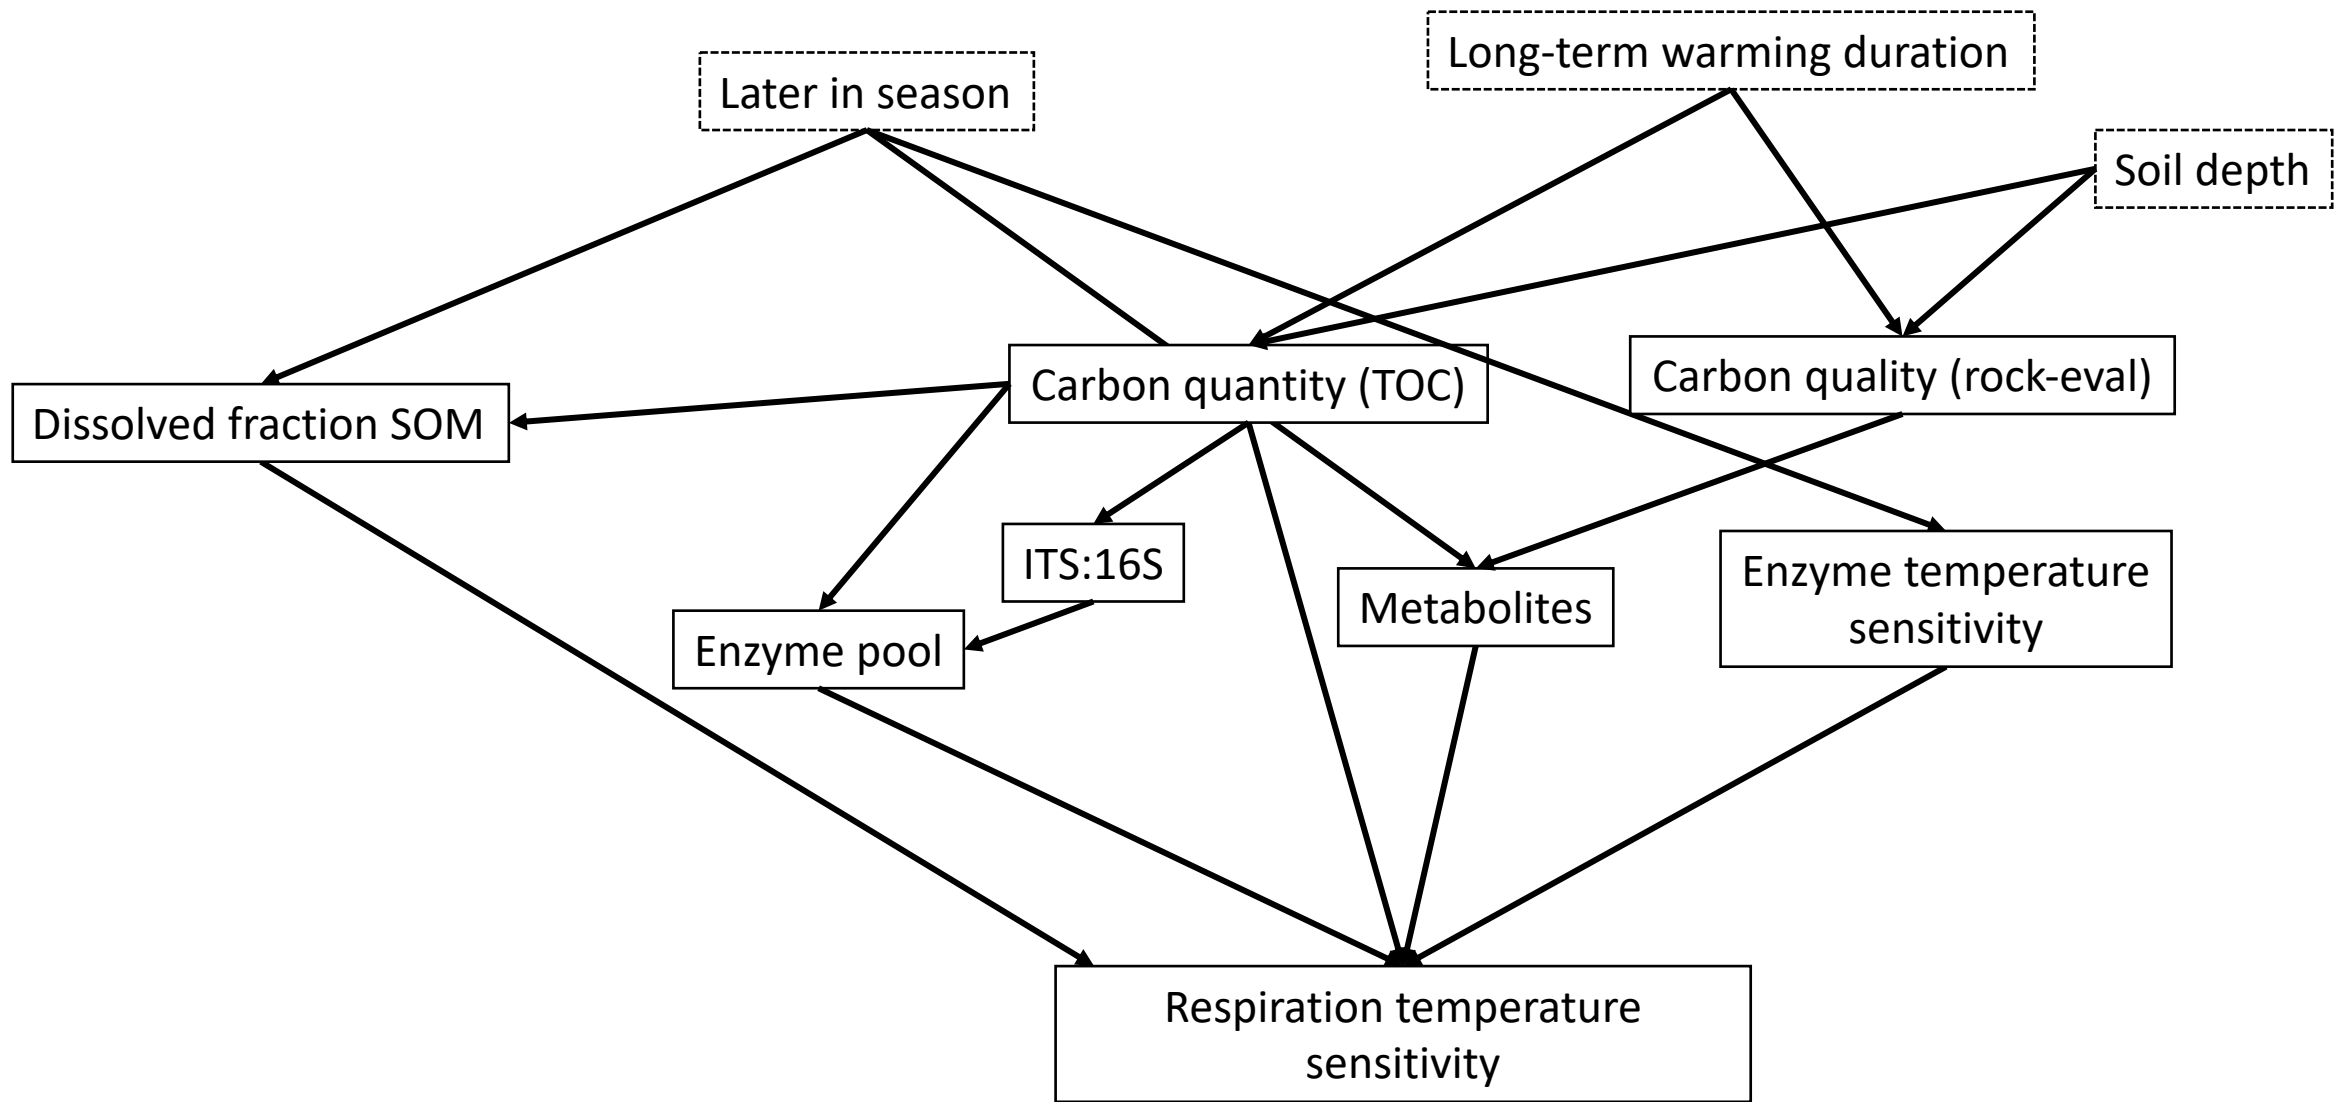 Long-term warming duration
Later in season
Soil depth
Carbon quantity (TOC)
Carbon quality (rock-eval)
Dissolved fraction SOM
ITS:16S
Metabolites
Enzyme temperature
sensitivity
Enzyme pool
Respiration temperature
sensitivity